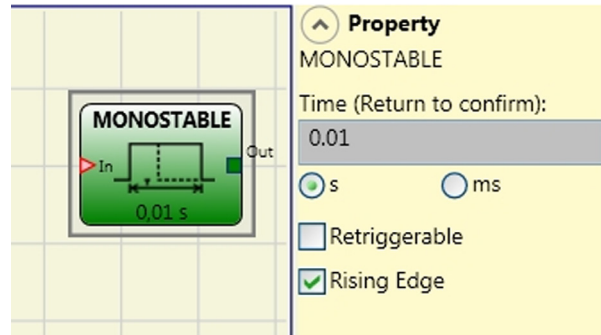 MONOSTABLE
In
Out
0,01 s
Property
MONOSTABLE
Time (Return to confirm):
0.01
s
ms
Retriggerable
Rising Edge